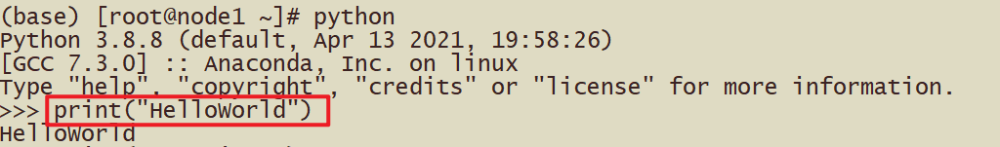 (base) [root@node1 ~]# python
Python 3.8.8 (default, Apr 13 2021, 19:58:26)
[GCC 7.3.0] :: Anaconda, Inc. on linux
Type "help", "copyright", "credits" or "license" for more information.
>>> print("HelloWorld")
HelloWorld